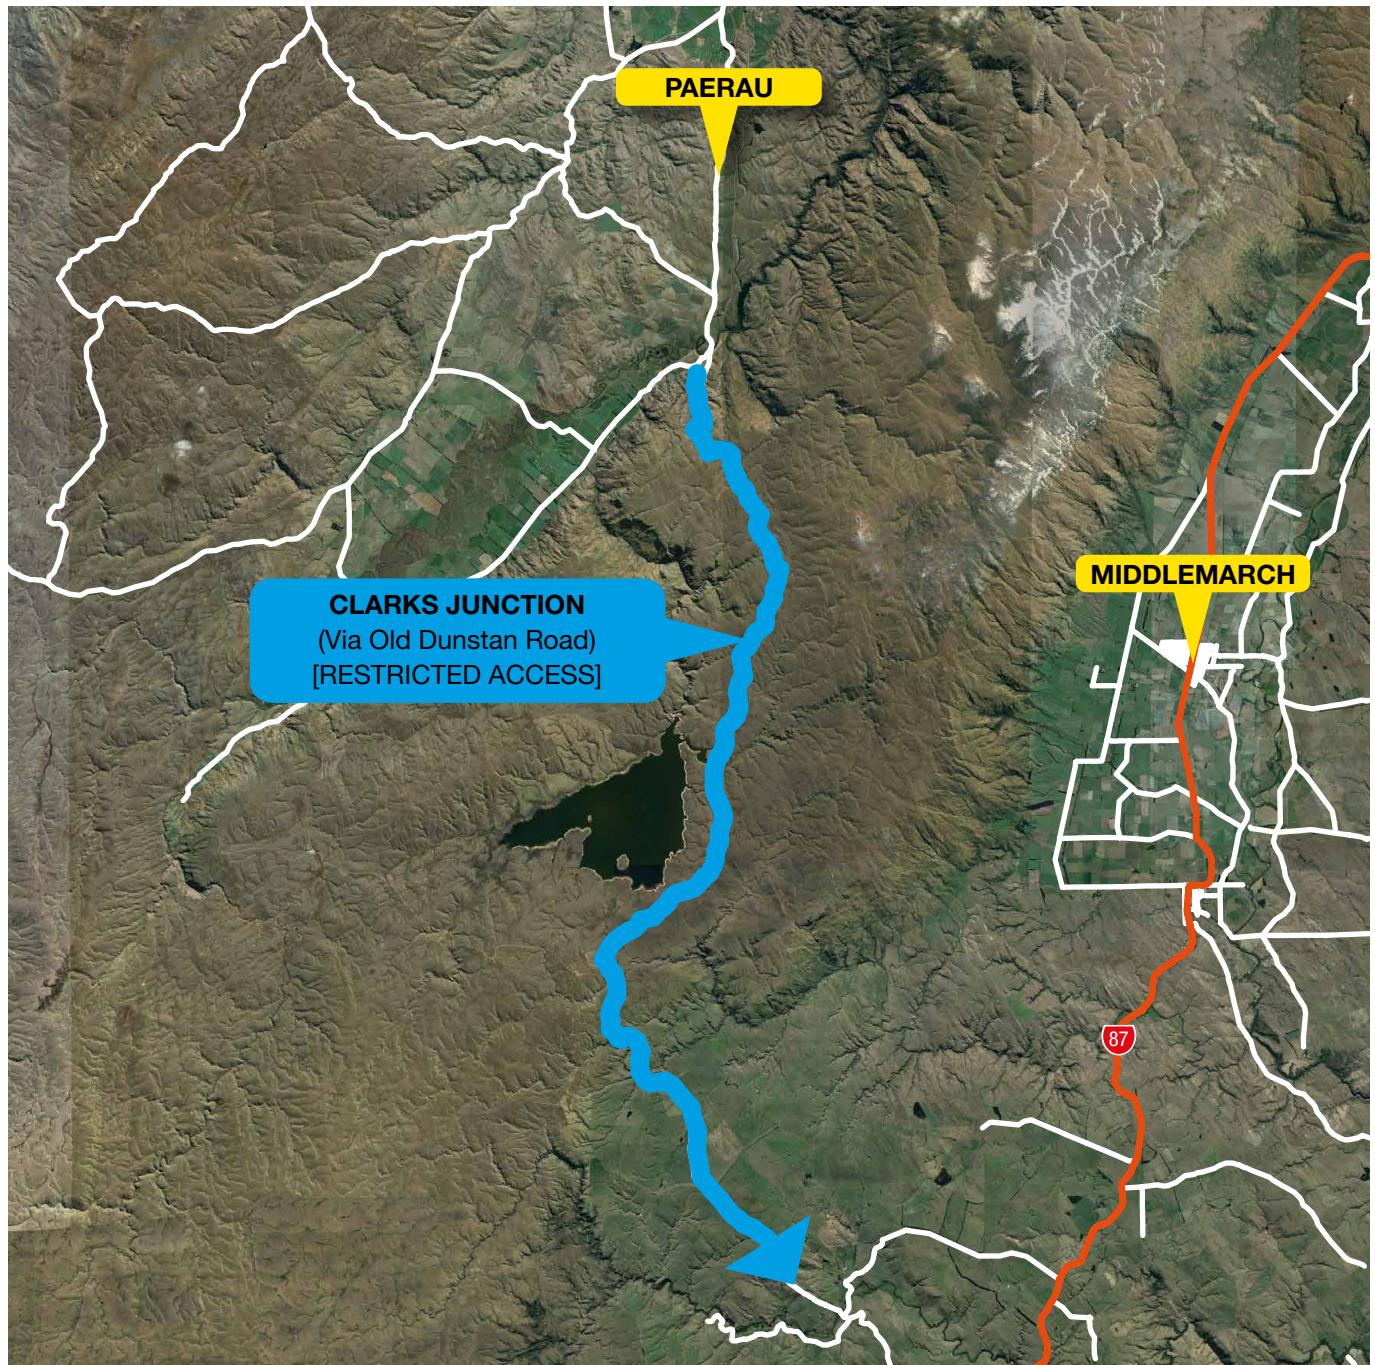 PAERAU
MIDDLEMARCH
CLARKS JUNCTION
(Via Old Dunstan Road)
[RESTRICTED ACCESS]
87